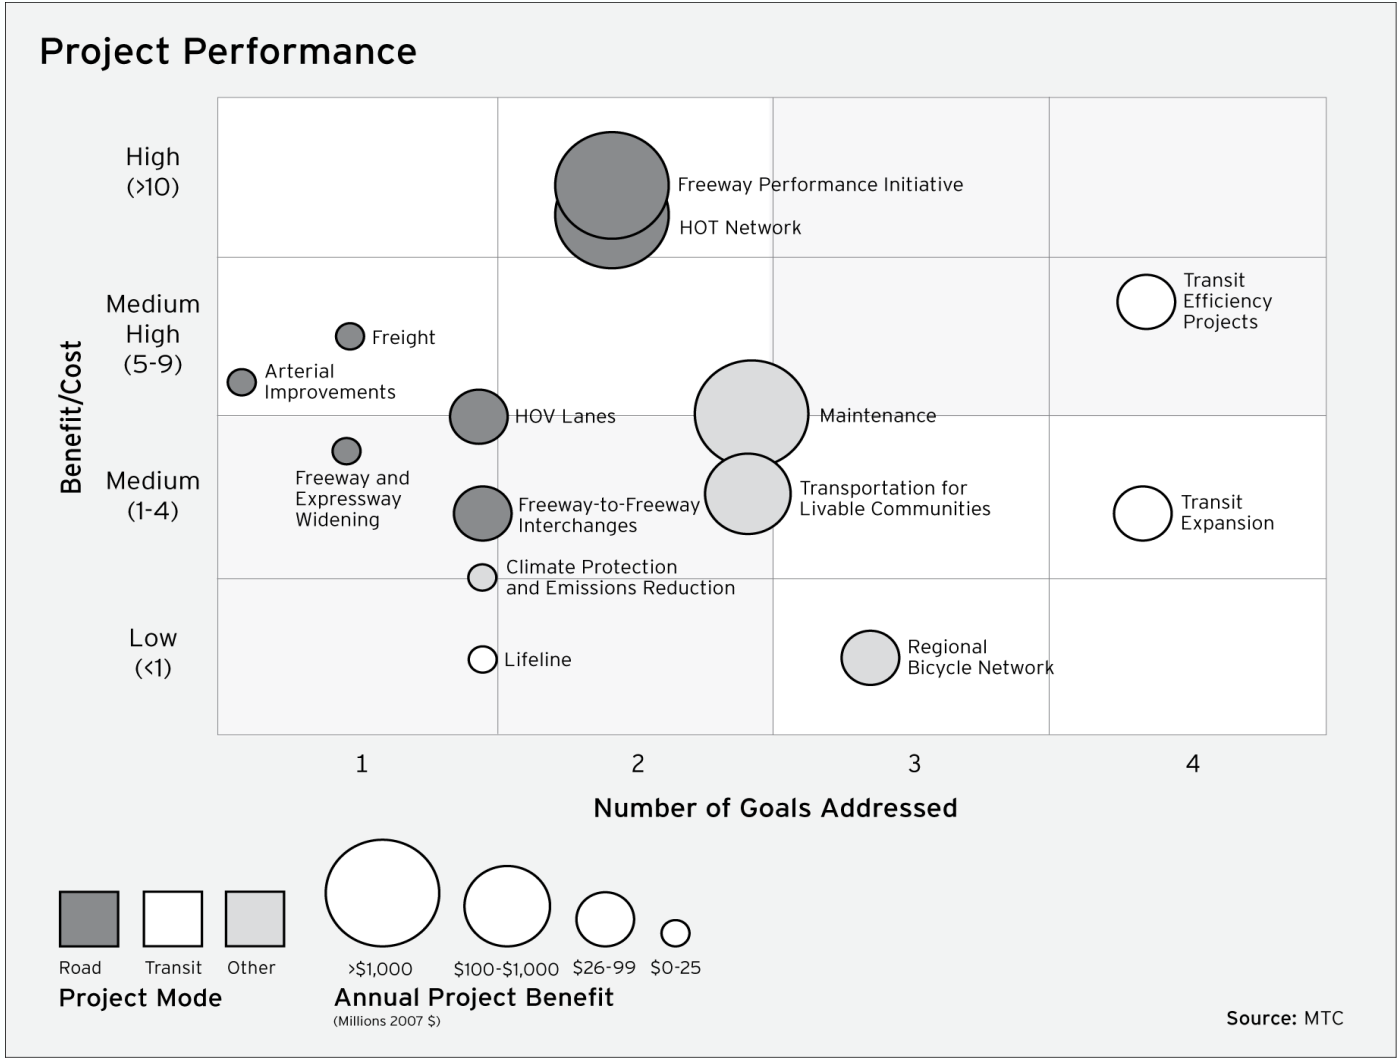 Project Performance
High
(>10)
Freeway Performance Initiative
HOT Network
Medium
High
(5-9)
Transit
Efficiency
Projects
Freight
Arterial
Improvements
Benefit/Cost
HOV Lanes
Maintenance
Medium
(1-4)
Freeway and
Expressway
Widening
Freeway-to-Freeway
Interchanges
Transportation for
Livable Communities
Transit
Expansion
Climate Protection
and Emissions Reduction
Low
(<1)
Lifeline
Regional
Bicycle Network
1 2 3 4
Number of Goals Addressed
Road Transit Other
Project Mode
>$1,000 $100-$1,000 $26-99 $0-25
Annual Project Benefit
(Millions 2007 $)
Source: MTC